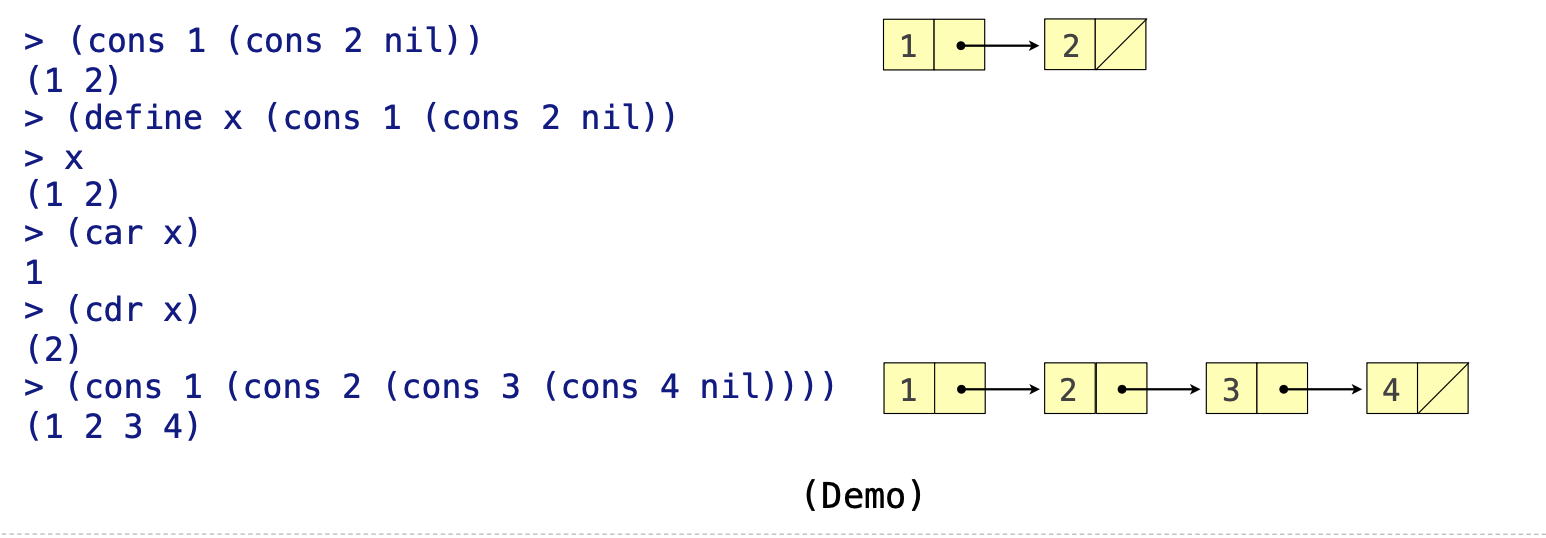 > (cons 1 (cons 2 nil))
1 2
(1 2)
> (define x (cons 1 (cons 2 nil))
> x
(1 2)
> (car x)
1
> (cdr x)
(2)
> (cons 1 (cons 2 (cons 3 (cons 4 nil))))
1 2 3 4
(1 2 3 4)
(Demo)